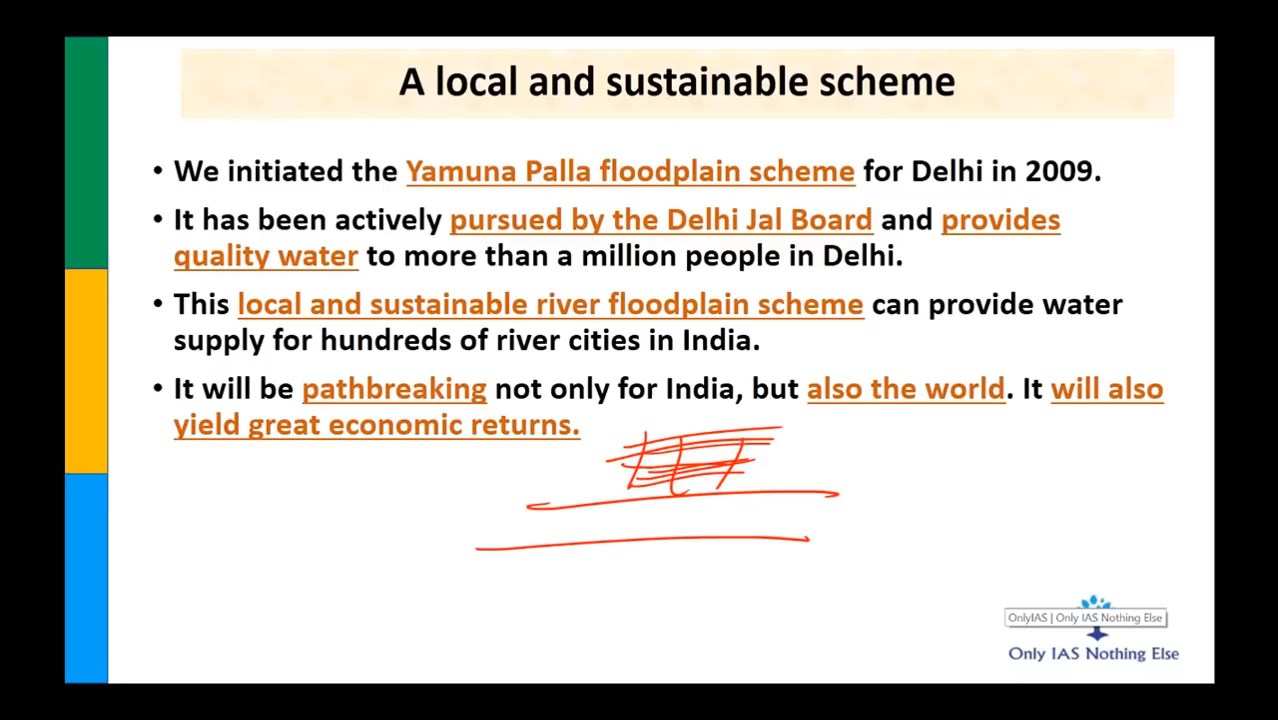 A local and sustainable scheme
• We initiated the Yamuna Palla floodplain scheme for Delhi in 2009.
• It has been actively pursued by the Delhi Jal Board and provides
quality water to more than a million people in Delhi.
• This local and sustainable river floodplain scheme can provide water
supply for hundreds of river cities in India.
• It will be pathbreaking not only for India, but also the world. It will also
yield great economic returns.
OnlyIAS | Only IAS Nothing Else
Only IAS Nothing Else